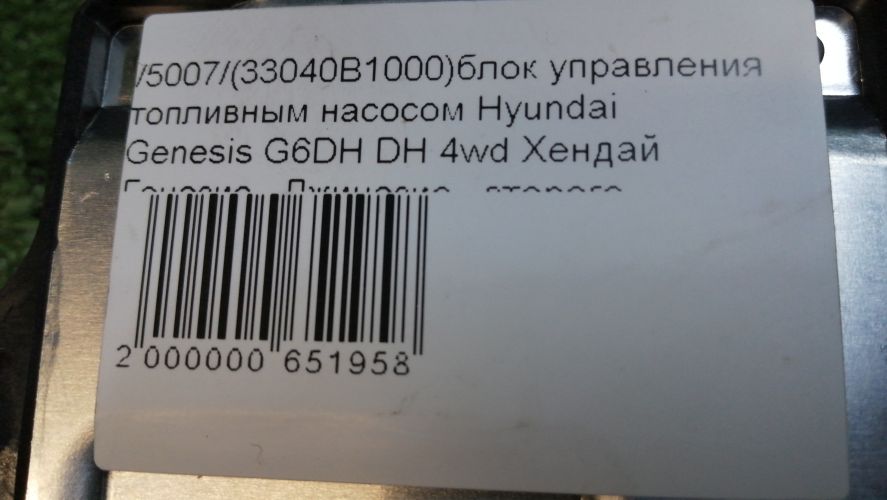 /5007/(33040B1000)блок управления
топливным насосом Hyundai
Genesis G6DH DH 4wd Хендай
2 000000 651958